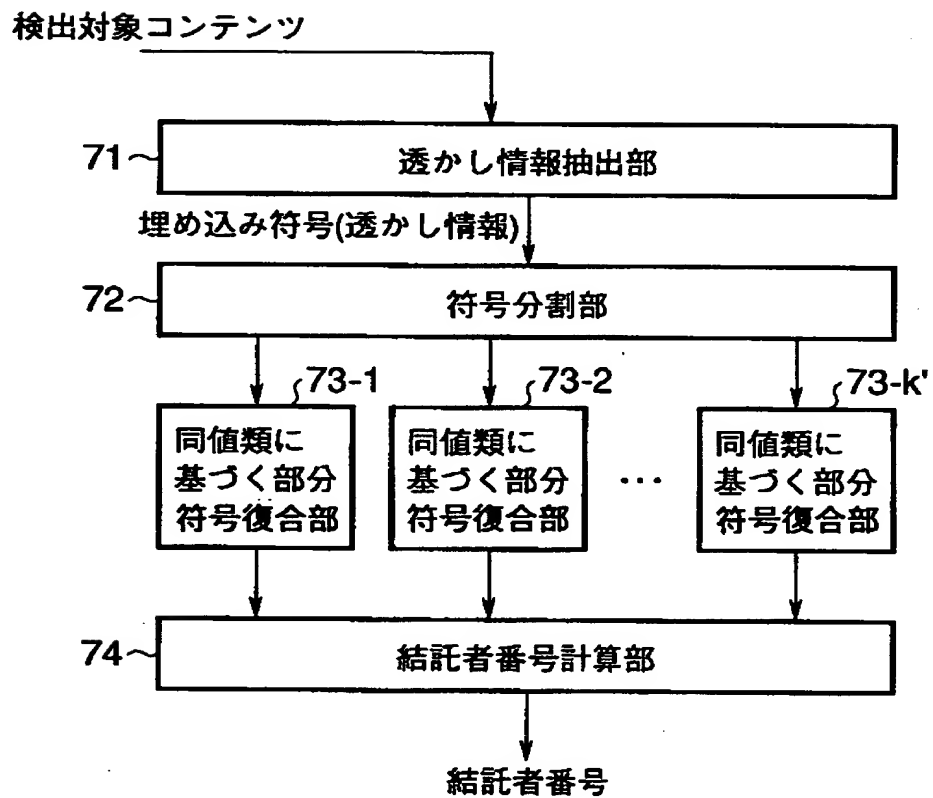 検出対象コンテンツ
71
透かし情報抽出部
埋め込み符号(透かし情報)
72
符号分割部
73-1
73-2
73-k'
同値類に
基づく部分
符号復合部
同値類に
基づく部分
符号復合部
...
同値類に
基づく部分
符号復合部
74
結託者番号計算部
結託者番号